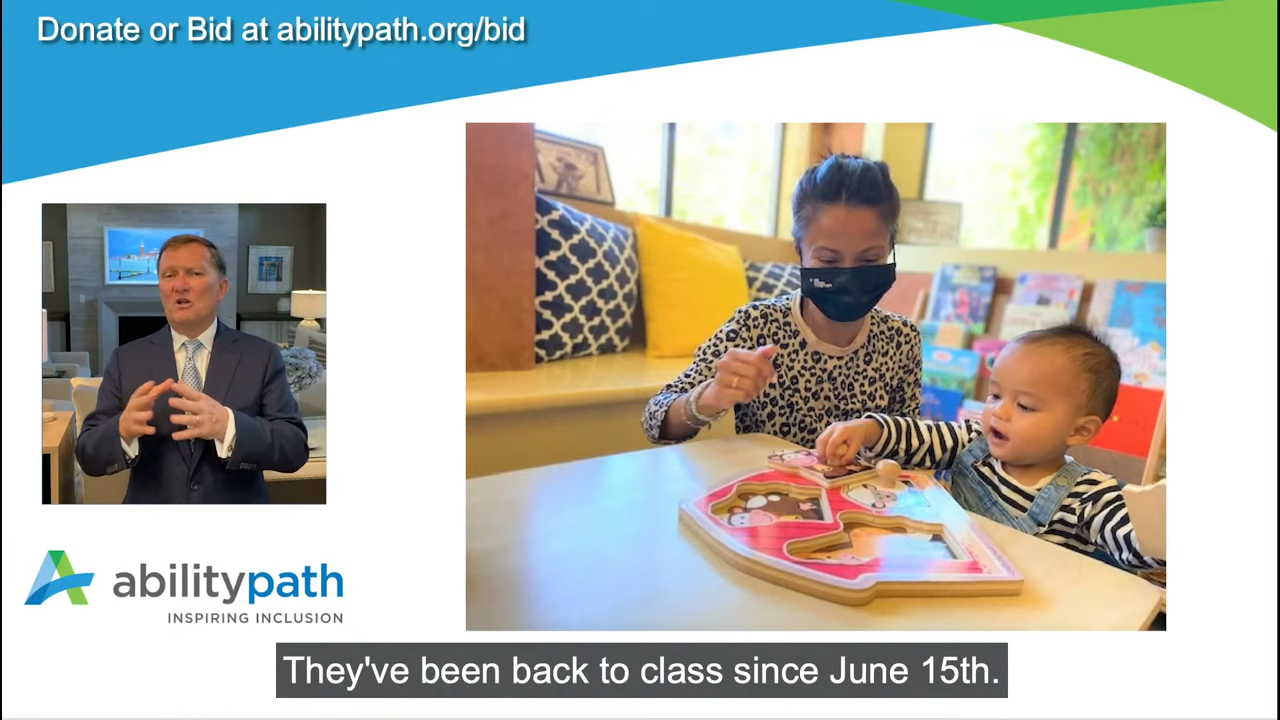 Donate or Bid at abilitypath.org/bid
abilitypath
INSPIRING INCLUSION
They've been back to class since June 15th.